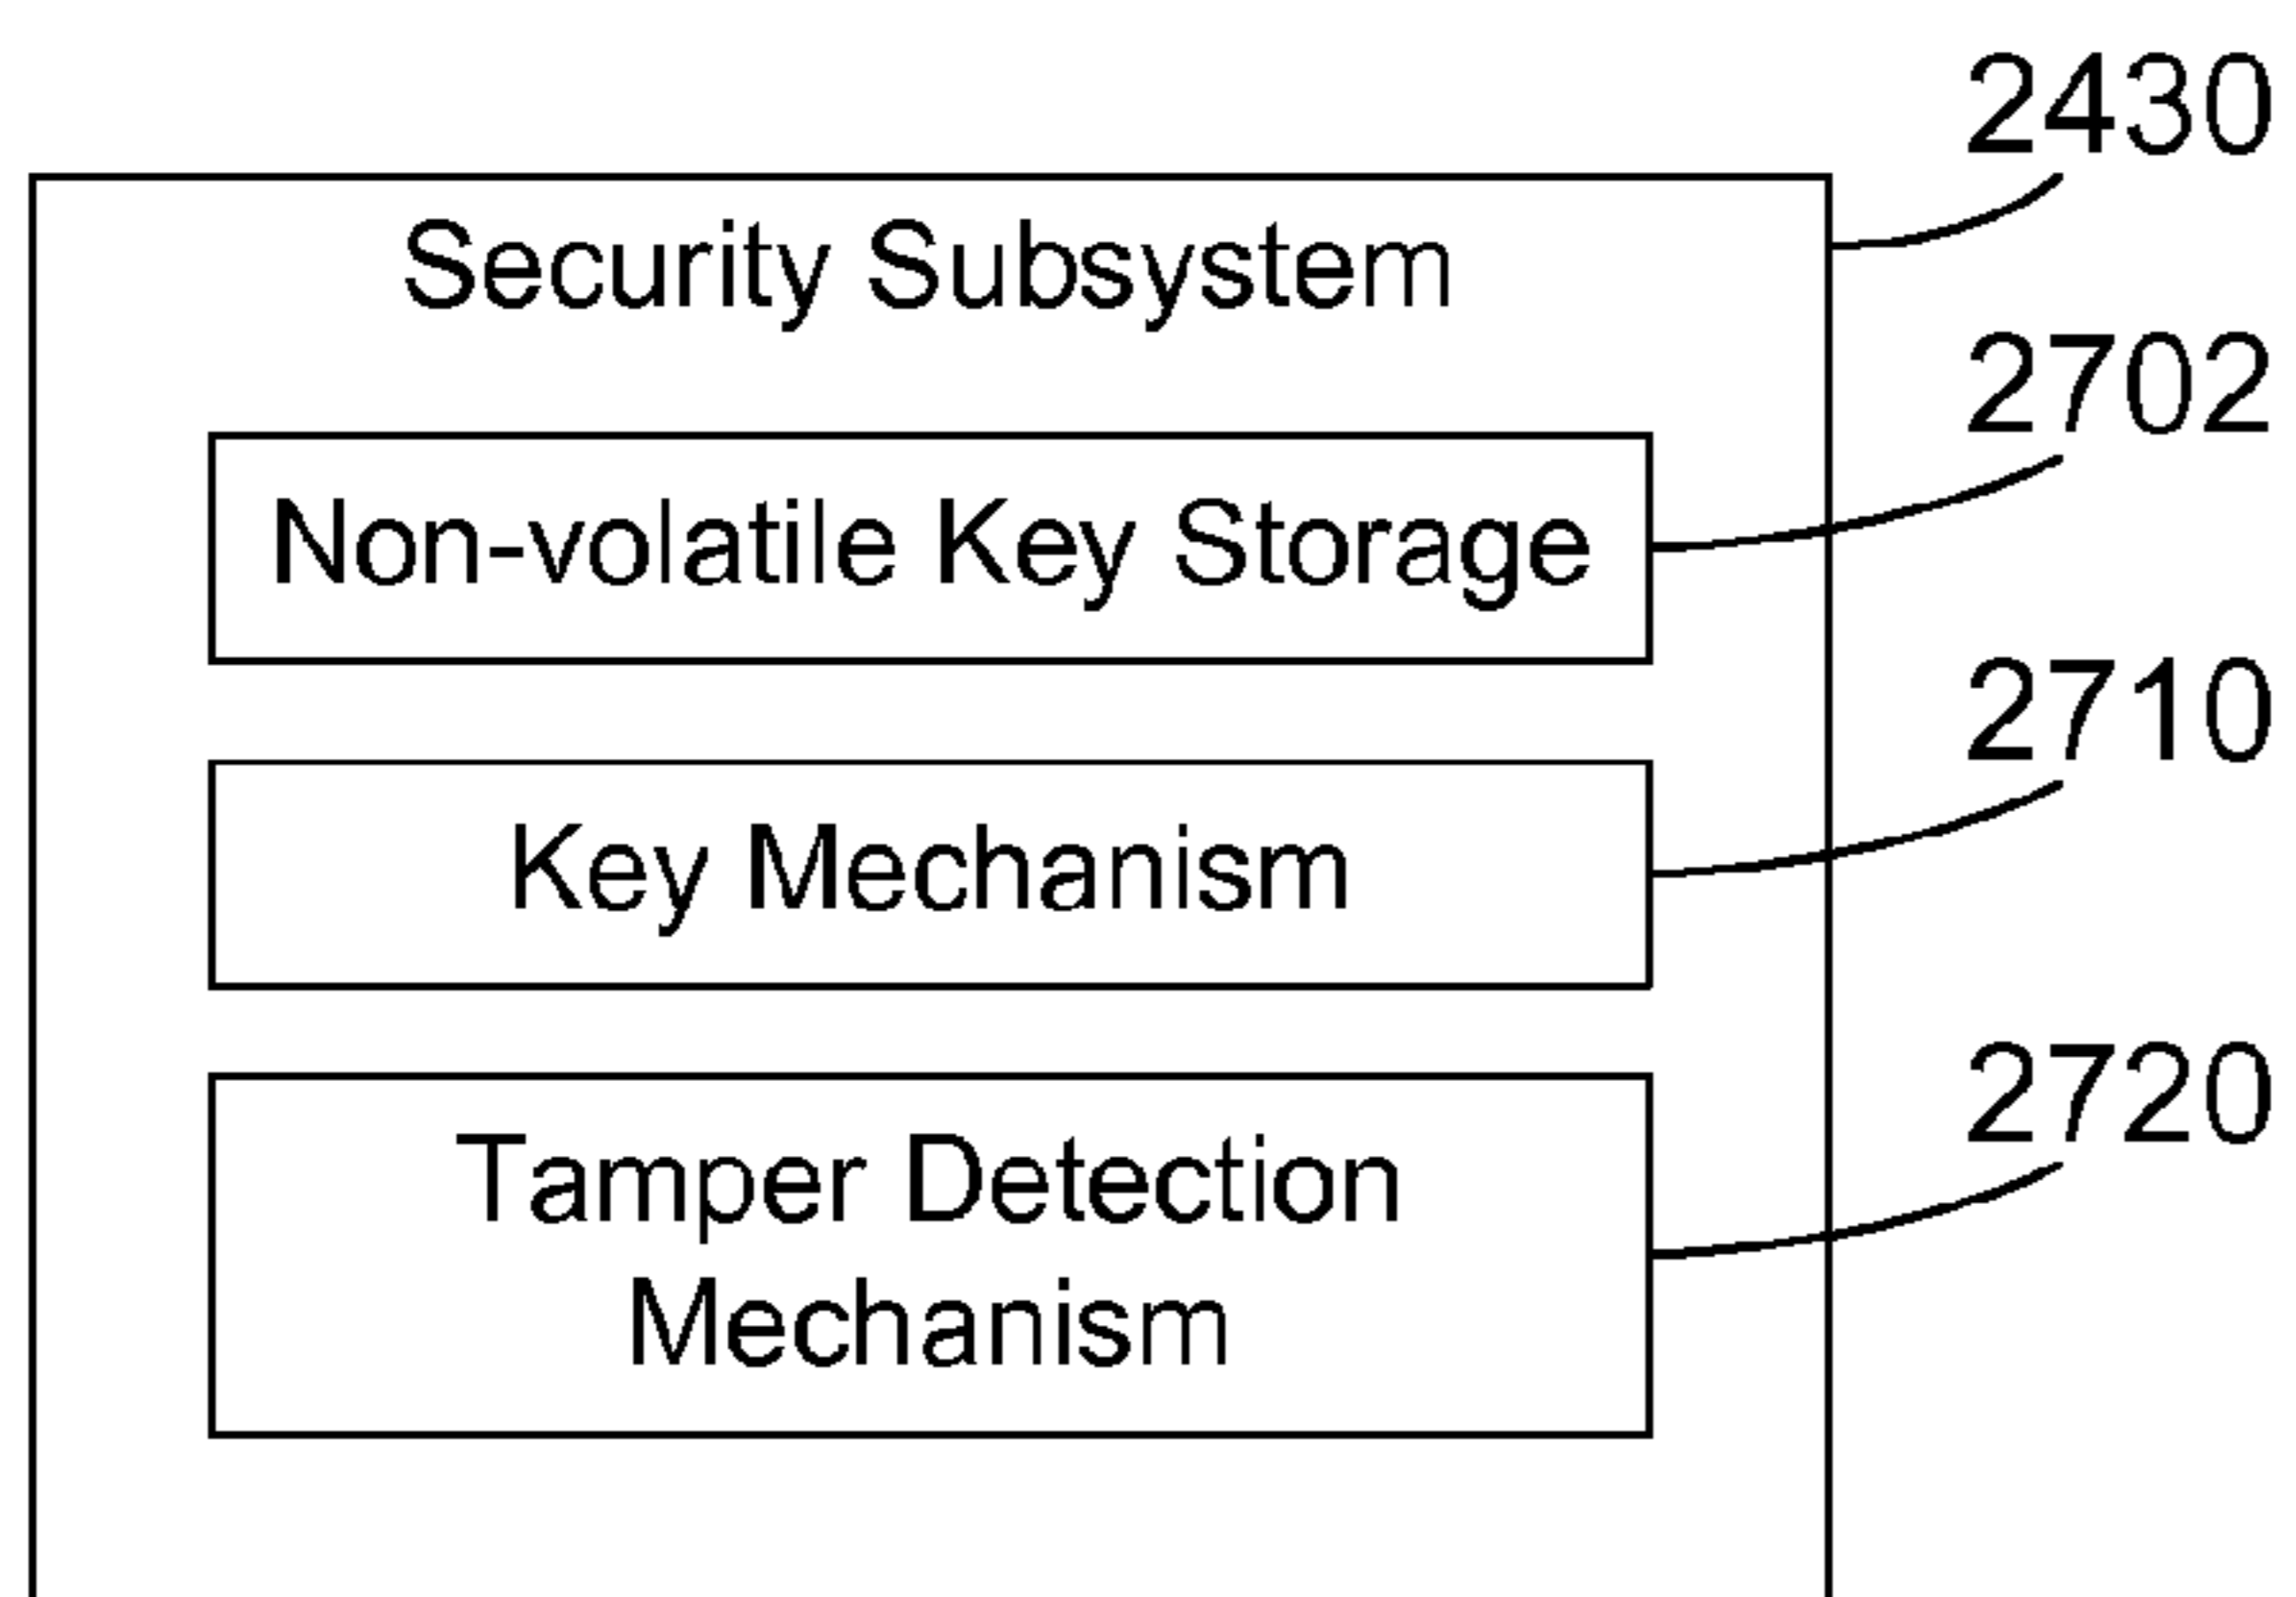 2430
Security Subsystem
2702
Non-volatile Key Storage
2710
Key Mechanism
2720
Tamper Detection
Mechanism